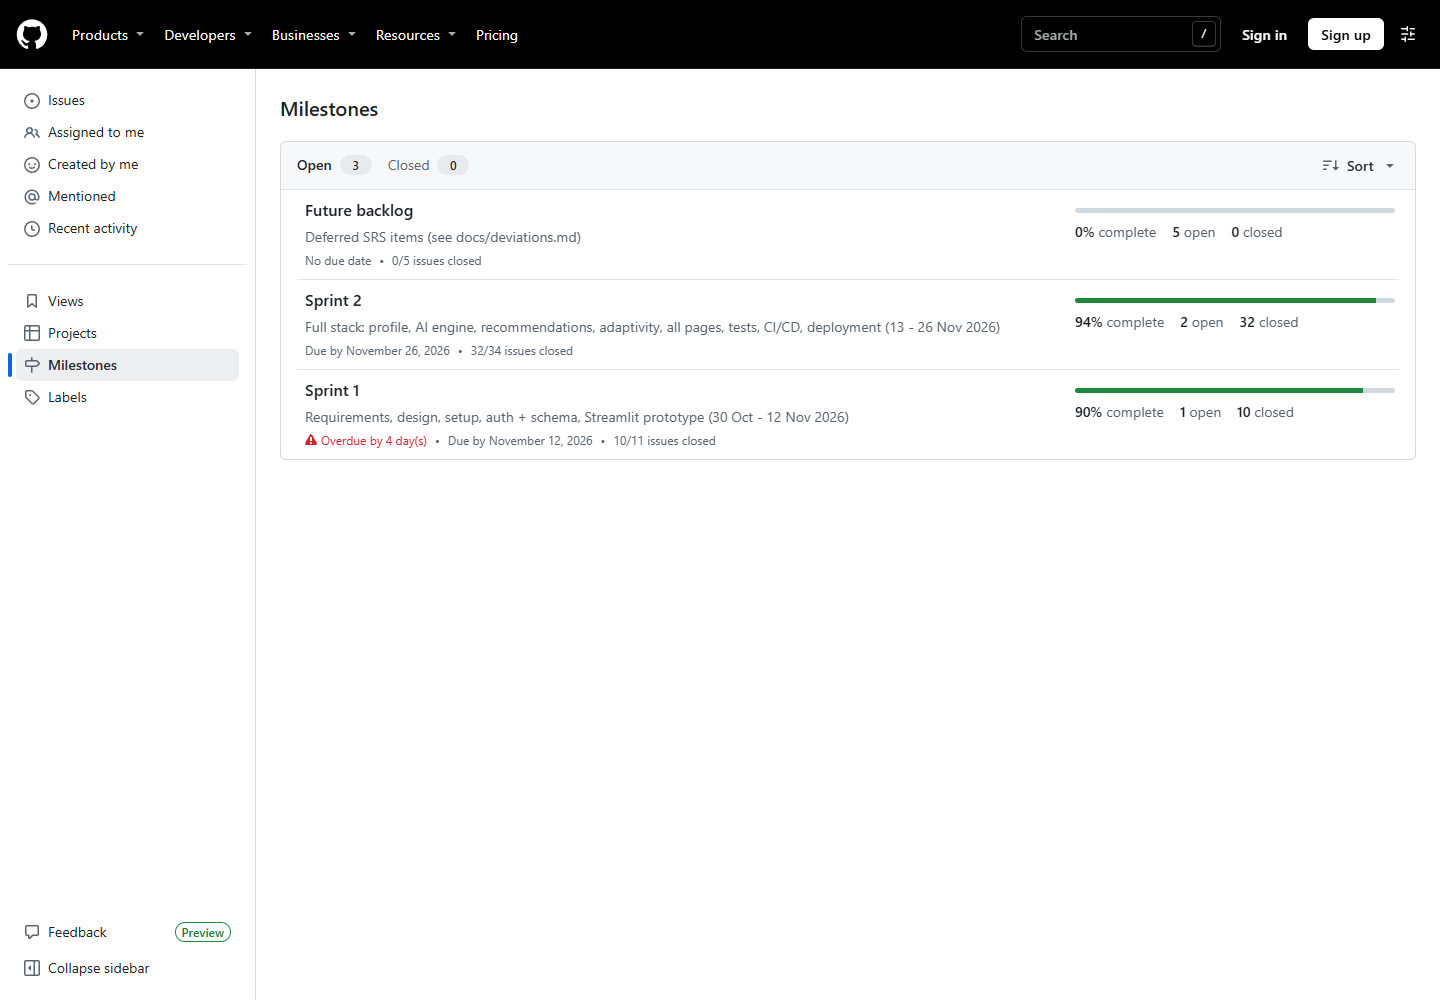 Products Developers Businesses Resources Pricing Search / Sign in Sign up
Issues
Assigned to me
Created by me
Mentioned
Recent activity
Views
Projects
Milestones
Labels
Feedback Preview
Collapse sidebar
Milestones
Open 3 Closed 0 Sort
Future backlog
Deferred SRS items (see docs/deviations.md)
No due date • 0/5 issues closed
0% complete 5 open 0 closed
Sprint 2
Full stack: profile, AI engine, recommendations, adaptivity, all pages, tests, CI/CD, deployment (13 - 26 Nov 2026)
Due by November 26, 2026 • 32/34 issues closed
94% complete 2 open 32 closed
Sprint 1
Requirements, design, setup, auth + schema, Streamlit prototype (30 Oct - 12 Nov 2026)
Overdue by 4 day(s) • Due by November 12, 2026 • 10/11 issues closed
90% complete 1 open 10 closed